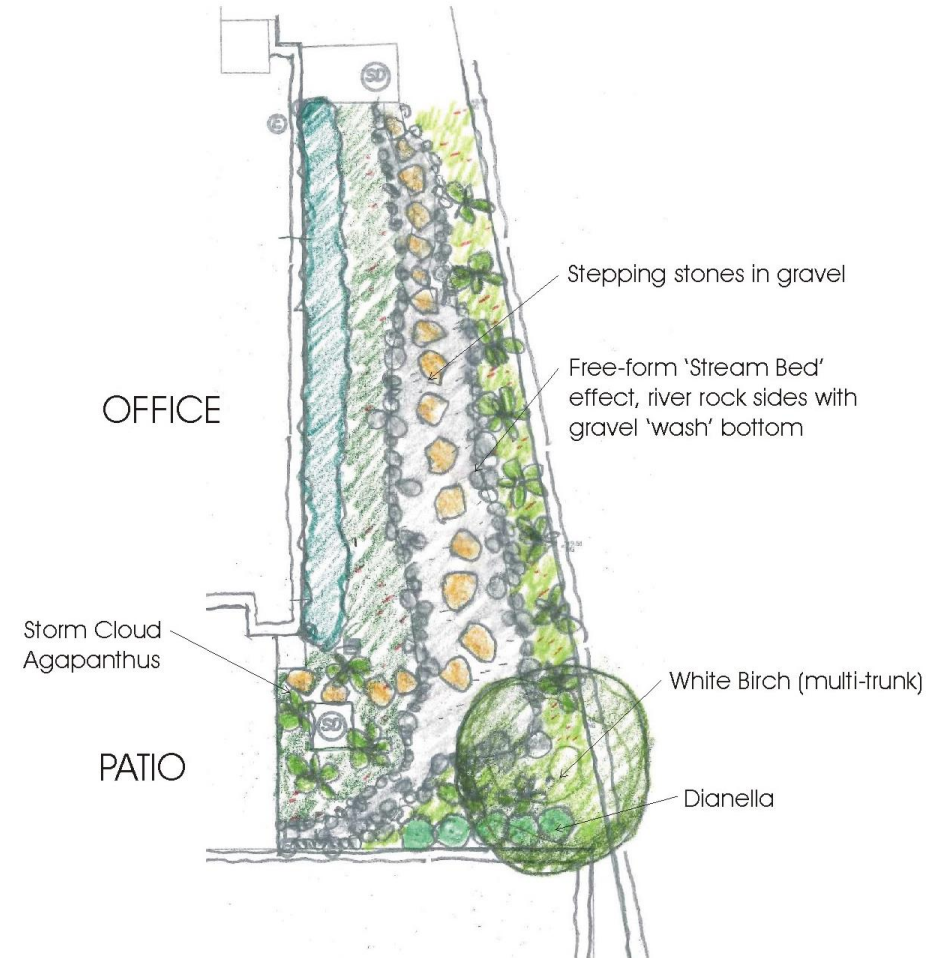 SD
E
Stepping stones in gravel
Free-form ‘Stream Bed’
effect, river rock sides with
gravel ‘wash’ bottom
OFFICE
Storm Cloud
Agapanthus
White Birch (multi-trunk)
SD
PATIO
Dianella